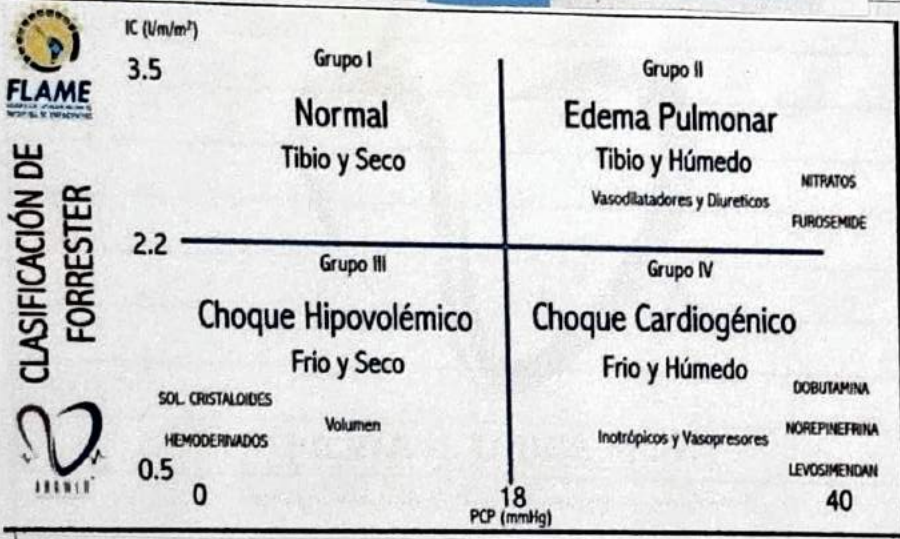 IC (l/m/m²)
3.5
FLAME
CLASIFICACIÓN DE
FORRESTER
Grupo I
Normal
Tibio y Seco
Grupo II
Edema Pulmonar
Tibio y Húmedo
Vasodilatadores y Diureticos
NITRATOS
FUROSEMIDE
2.2
Grupo III
Choque Hipovolémico
Frio y Seco
SOL. CRISTALOIDES
HEMODERIVADOS
Volumen
Grupo IV
Choque Cardiogénico
Frio y Húmedo
Inotrópicos y Vasopresores
DOBUTAMINA
NOREPINEFRINA
LEVOSIMENDAN
0.5
0
18
40
PCP (mmHg)